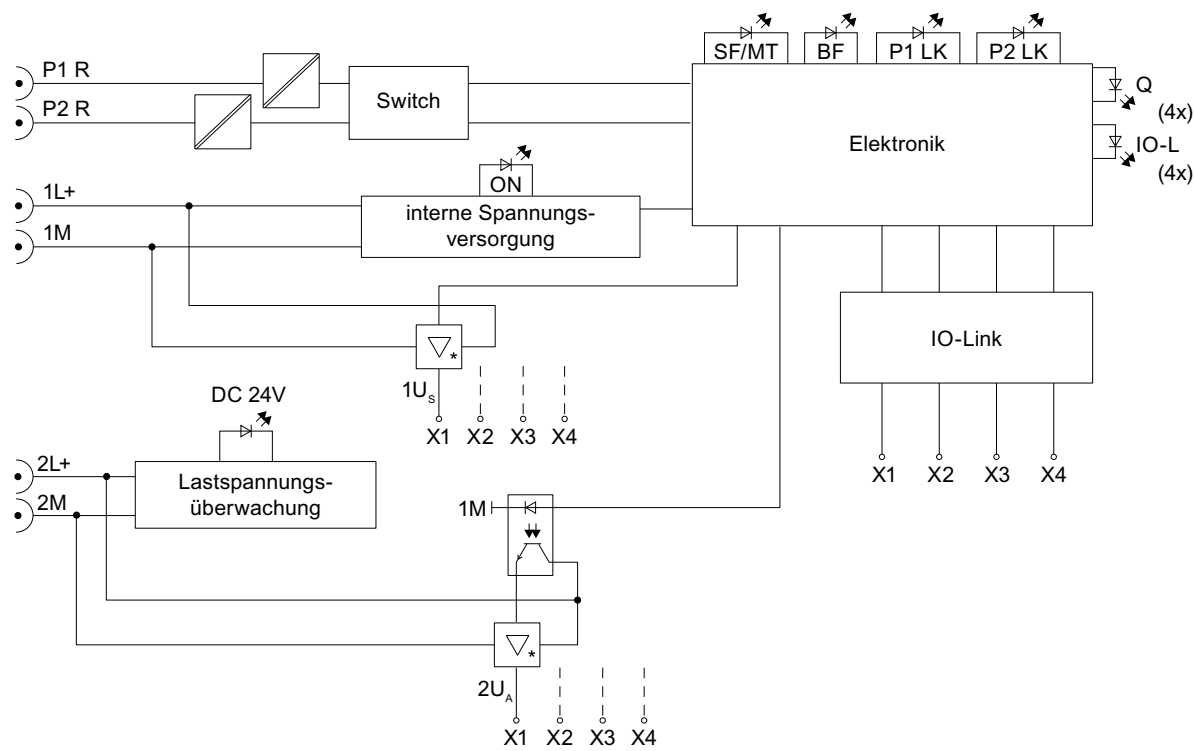 SF/MT
BF
P1 LK
P2 LK
P1 R
P2 R
Switch
Elektronik
Q
(4x)
IO-L
(4x)
ON
1L+
1M
interne Spannungs-
versorgung
IO-Link
*
1U_S
X1
X2
X3
X4
X1
X2
X3
X4
DC 24V
2L+
2M
Lastspannungs-
überwachung
1M
*
2U_A
X1
X2
X3
X4